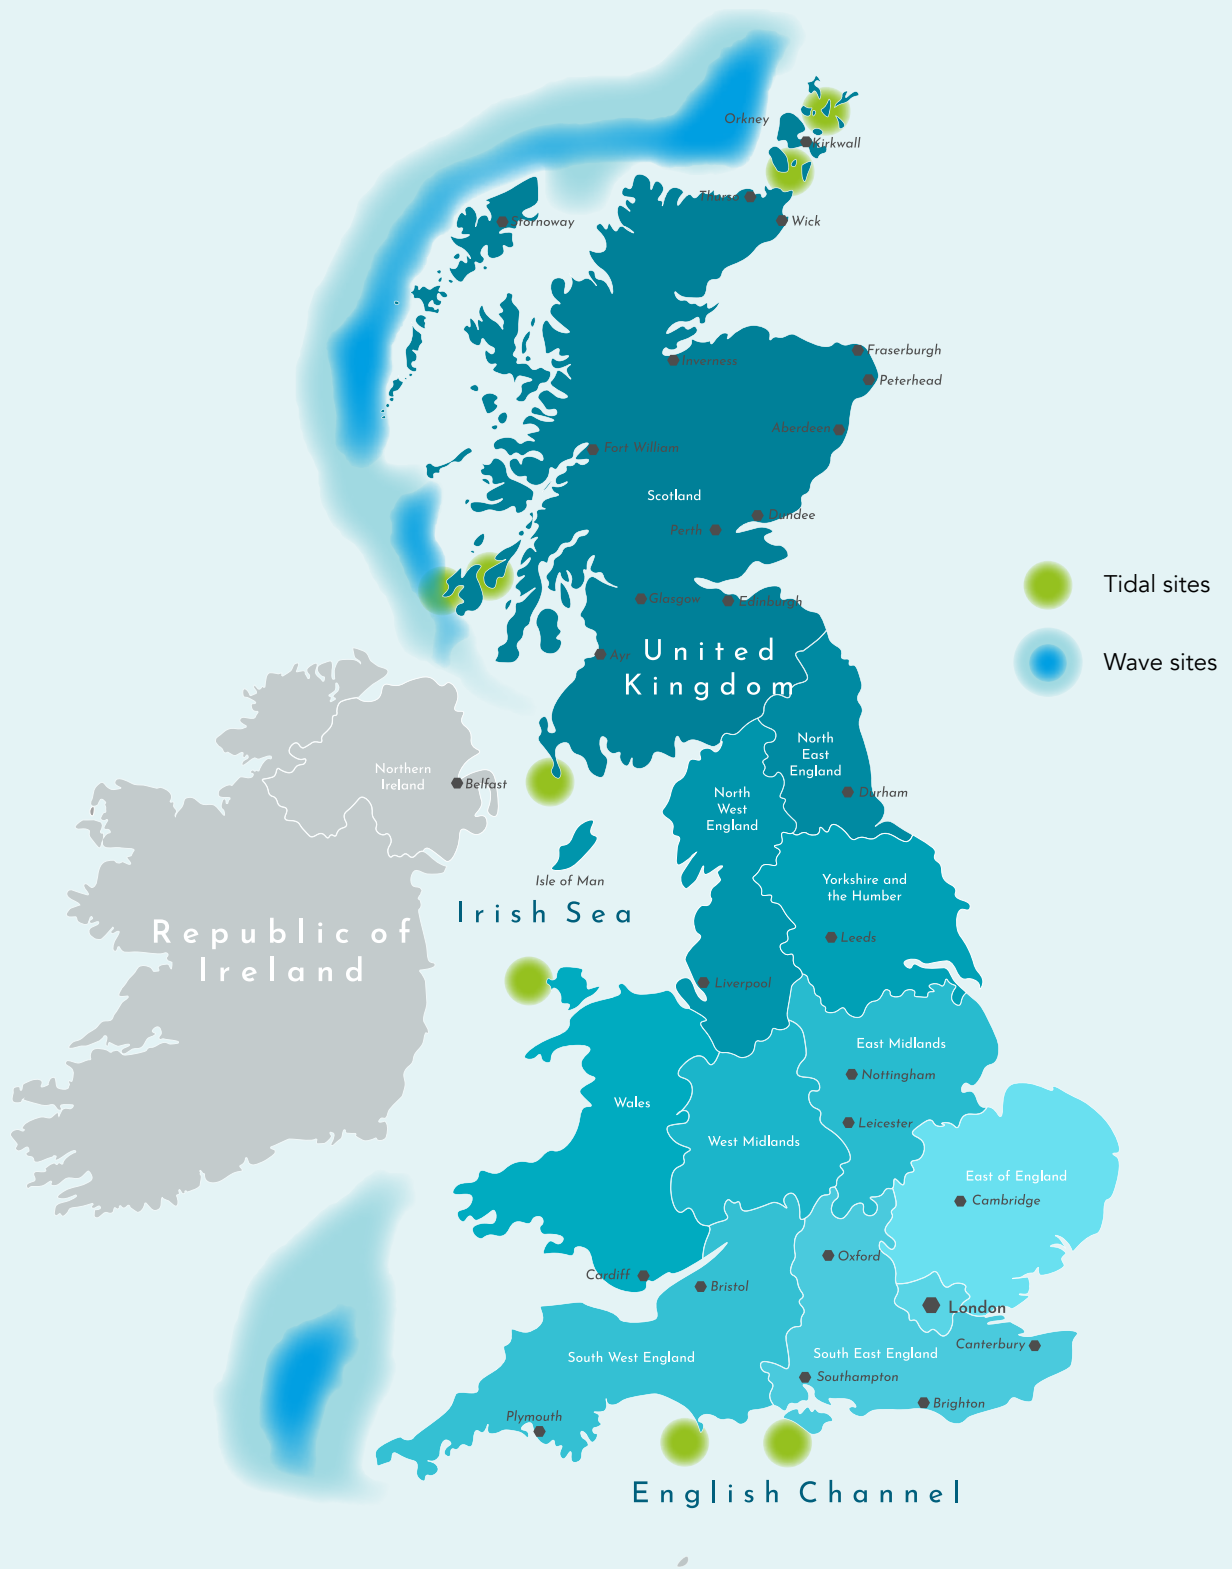 Orkney
Kirkwall
Thurso
Wick
Stornoway
Inverness
Fraserburgh
Peterhead
Aberdeen
Fort William
Scotland
Dundee
Perth
Tidal sites
Glasgow
Edinburgh
Ayr
United
Kingdom
Wave sites
North
East
England
Northern
Ireland
Belfast
Durham
North
West
England
Isle of Man
Yorkshire and
the Humber
Irish Sea
Republic of
Ireland
Leeds
Liverpool
East Midlands
Nottingham
Wales
Leicester
West Midlands
East of England
Cambridge
Oxford
Cardiff
Bristol
London
Canterbury
South West England
South East England
Southampton
Brighton
Plymouth
English Channel